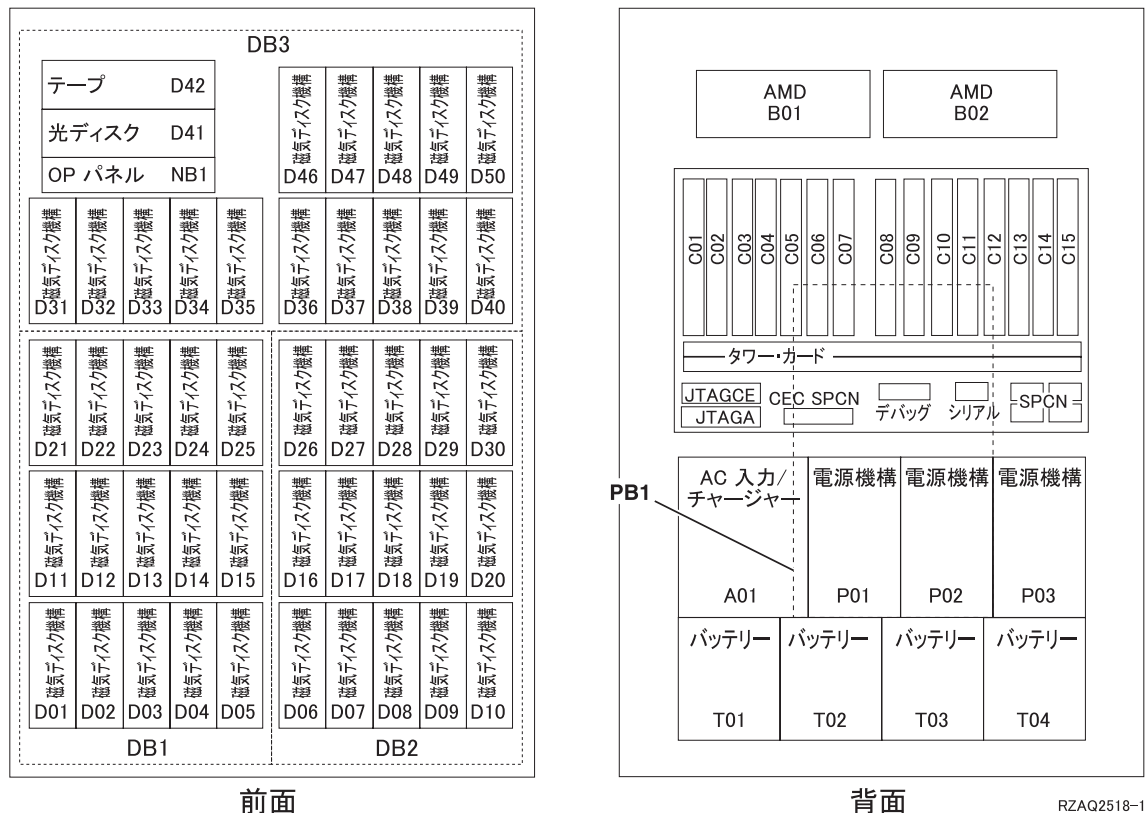 DB3
テープ D42
光ディスク D41
OP パネル NB1
磁気ディスク機構 磁気ディスク機構 磁気ディスク機構 磁気ディスク機構 磁気ディスク機構
D46 D47 D48 D49 D50
磁気ディスク機構 磁気ディスク機構 磁気ディスク機構 磁気ディスク機構 磁気ディスク機構 磁気ディスク機構 磁気ディスク機構 磁気ディスク機構 磁気ディスク機構 磁気ディスク機構
D31 D32 D33 D34 D35 D36 D37 D38 D39 D40
磁気ディスク機構 磁気ディスク機構 磁気ディスク機構 磁気ディスク機構 磁気ディスク機構 磁気ディスク機構 磁気ディスク機構 磁気ディスク機構 磁気ディスク機構 磁気ディスク機構
D21 D22 D23 D24 D25 D26 D27 D28 D29 D30
磁気ディスク機構 磁気ディスク機構 磁気ディスク機構 磁気ディスク機構 磁気ディスク機構 磁気ディスク機構 磁気ディスク機構 磁気ディスク機構 磁気ディスク機構 磁気ディスク機構
D11 D12 D13 D14 D15 D16 D17 D18 D19 D20
磁気ディスク機構 磁気ディスク機構 磁気ディスク機構 磁気ディスク機構 磁気ディスク機構 磁気ディスク機構 磁気ディスク機構 磁気ディスク機構 磁気ディスク機構 磁気ディスク機構
D01 D02 D03 D04 D05 D06 D07 D08 D09 D10
DB1 DB2
前面
AMD AMD
B01 B02
C01 C02 C03 C04 C05 C06 C07 C08 C09 C10 C11 C12 C13 C14 C15
タワー・カード
JTAGCE CEC SPCN デバッグ シリアル SPCN
JTAGA
PB1
AC 入力/ 電源機構 電源機構 電源機構
チャージャー
A01 P01 P02 P03
バッテリー バッテリー バッテリー バッテリー
T01 T02 T03 T04
背面
RZAQ2518-1